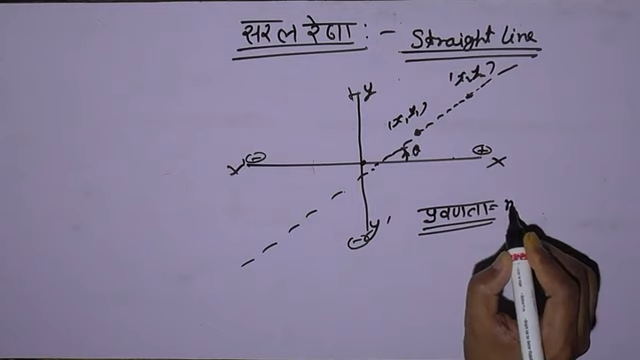 सरल रेखा :- Straight Line
+ y
(x, y,)
(x, y,)
x' (-)
θ
(+) x
प्रवणता = m
(-) y'